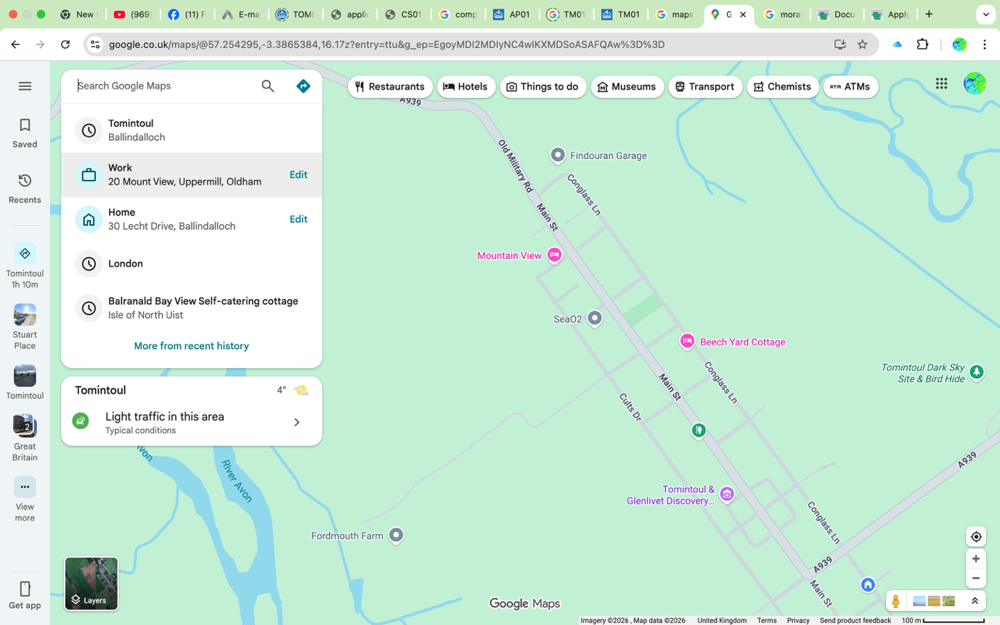 New t
(969)
(11) F
E-ma
TOMI
applic
CS01
comp
AP01
TM01
TM01
maps
G
mora
Docu
Apply
google.co.uk/maps/@57.254295,-3.3865384,16.17z?entry=ttu&g_ep=EgoyMDI2MDIyNC4wIKXMDSoASAFQAw%3D%3D
Search Google Maps
Restaurants
Hotels
Things to do
Museums
Transport
Chemists
ATM ATMs
Saved
Recents
Tomintoul
1h 10m
Stuart
Place
Tomintoul
2
Great
Britain
View
more
Get app
Tomintoul
Ballindalloch
Work
20 Mount View, Uppermill, Oldham
Edit
Home
30 Lecht Drive, Ballindalloch
Edit
London
Balranald Bay View Self-catering cottage
Isle of North Uist
More from recent history
Tomintoul
4°
Light traffic in this area
Typical conditions
A939
Old Military Rd
Findouran Garage
Conglass Ln
Main St
Mountain View
SeaO2
Beech Yard Cottage
Conglass Ln
Main St
Cults Dr
Tomintoul Dark Sky
Site & Bird Hide
A939
Tomintoul &
Glenlivet Discovery...
Conglass Ln
A939
Main St
River Avon
Fordmouth Farm
Layers
Google Maps
Imagery ©2026 , Map data ©2026
United Kingdom
Terms
Privacy
Send product feedback
100 m